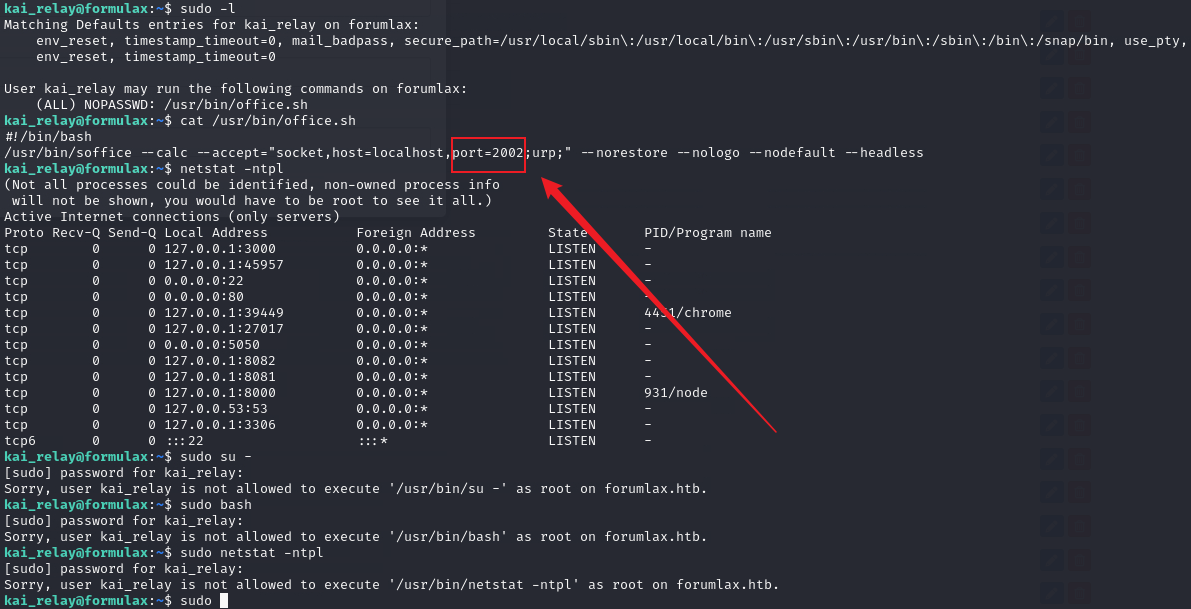 kai_relay@formulax:~$ sudo -l
Matching Defaults entries for kai_relay on forumlax:
    env_reset, timestamp_timeout=0, mail_badpass, secure_path=/usr/local/sbin\:/usr/local/bin\:/usr/sbin\:/usr/bin\:/sbin\:/bin\:/snap/bin, use_pty,
    env_reset, timestamp_timeout=0
User kai_relay may run the following commands on forumlax:
    (ALL) NOPASSWD: /usr/bin/office.sh
kai_relay@formulax:~$ cat /usr/bin/office.sh
#!/bin/bash
/usr/bin/soffice --calc --accept="socket,host=localhost,port=2002;urp;" --norestore --nologo --nodefault --headless
kai_relay@formulax:~$ netstat -ntpl
(Not all processes could be identified, non-owned process info
 will not be shown, you would have to be root to see it all.)
Active Internet connections (only servers)
Proto Recv-Q Send-Q Local Address           Foreign Address         State       PID/Program name
tcp        0      0 127.0.0.1:3000          0.0.0.0:*               LISTEN      -
tcp        0      0 127.0.0.1:45957         0.0.0.0:*               LISTEN      -
tcp        0      0 0.0.0.0:22              0.0.0.0:*               LISTEN      -
tcp        0      0 0.0.0.0:80              0.0.0.0:*               LISTEN      -
tcp        0      0 127.0.0.1:39449         0.0.0.0:*               LISTEN
tcp        0      0 127.0.0.1:27017         0.0.0.0:*               LISTEN      -
tcp        0      0 0.0.0.0:5050            0.0.0.0:*               LISTEN      -
tcp        0      0 127.0.0.1:8082          0.0.0.0:*               LISTEN      -
tcp        0      0 127.0.0.1:8081          0.0.0.0:*               LISTEN      -
tcp        0      0 127.0.0.1:8000          0.0.0.0:*               LISTEN      931/node
tcp        0      0 127.0.0.53:53           0.0.0.0:*               LISTEN      -
tcp        0      0 127.0.0.1:3306          0.0.0.0:*               LISTEN      -
tcp6       0      0 :::22                   :::*                    LISTEN      -
kai_relay@formulax:~$ sudo su -
[sudo] password for kai_relay:
Sorry, user kai_relay is not allowed to execute '/usr/bin/su -' as root on forumlax.htb.
kai_relay@formulax:~$ sudo bash
[sudo] password for kai_relay:
Sorry, user kai_relay is not allowed to execute '/usr/bin/bash' as root on forumlax.htb.
kai_relay@formulax:~$ sudo netstat -ntpl
[sudo] password for kai_relay:
Sorry, user kai_relay is not allowed to execute '/usr/bin/netstat -ntpl' as root on forumlax.htb.
kai_relay@formulax:~$ sudo